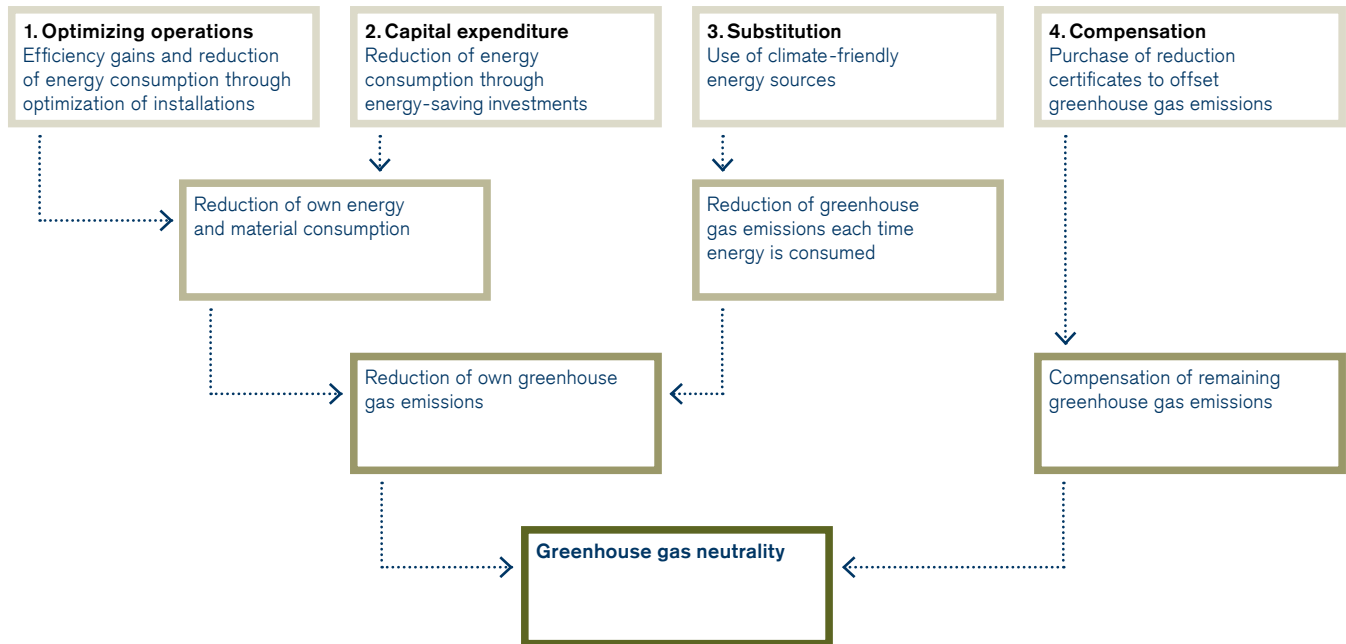 1. Optimizing operations
Efficiency gains and reduction
of energy consumption through
optimization of installations
2. Capital expenditure
Reduction of energy
consumption through
energy-saving investments
3. Substitution
Use of climate-friendly
energy sources
4. Compensation
Purchase of reduction
certificates to offset
greenhouse gas emissions
Reduction of own energy
and material consumption
Reduction of greenhouse
gas emissions each time
energy is consumed
Reduction of own greenhouse
gas emissions
Compensation of remaining
greenhouse gas emissions
Greenhouse gas neutrality